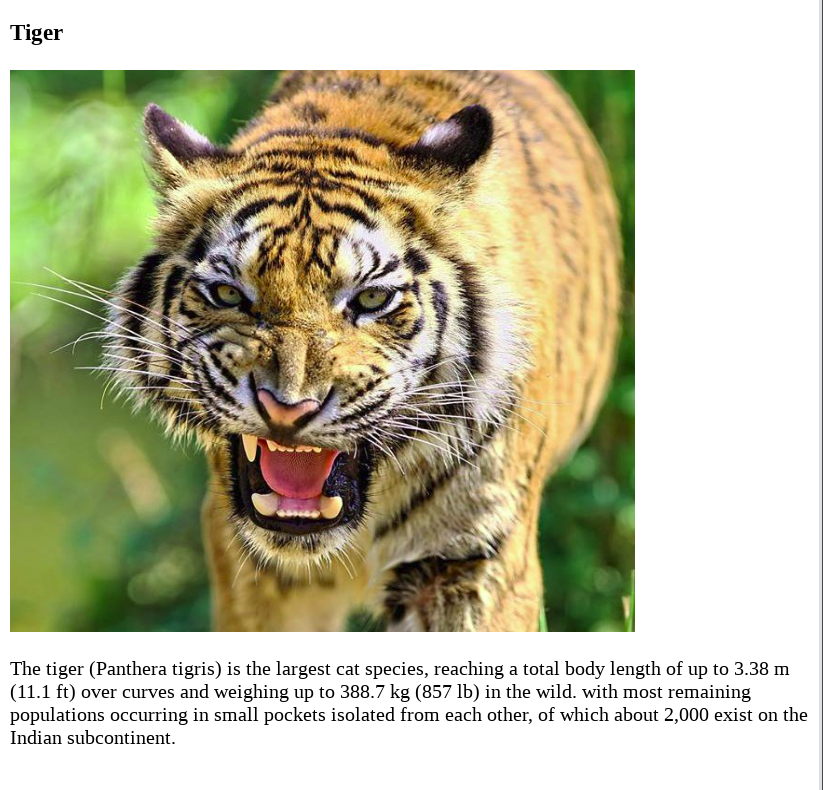 Tiger
The tiger (Panthera tigris) is the largest cat species, reaching a total body length of up to 3.38 m
(11.1 ft) over curves and weighing up to 388.7 kg (857 lb) in the wild. with most remaining
populations occurring in small pockets isolated from each other, of which about 2,000 exist on the
Indian subcontinent.